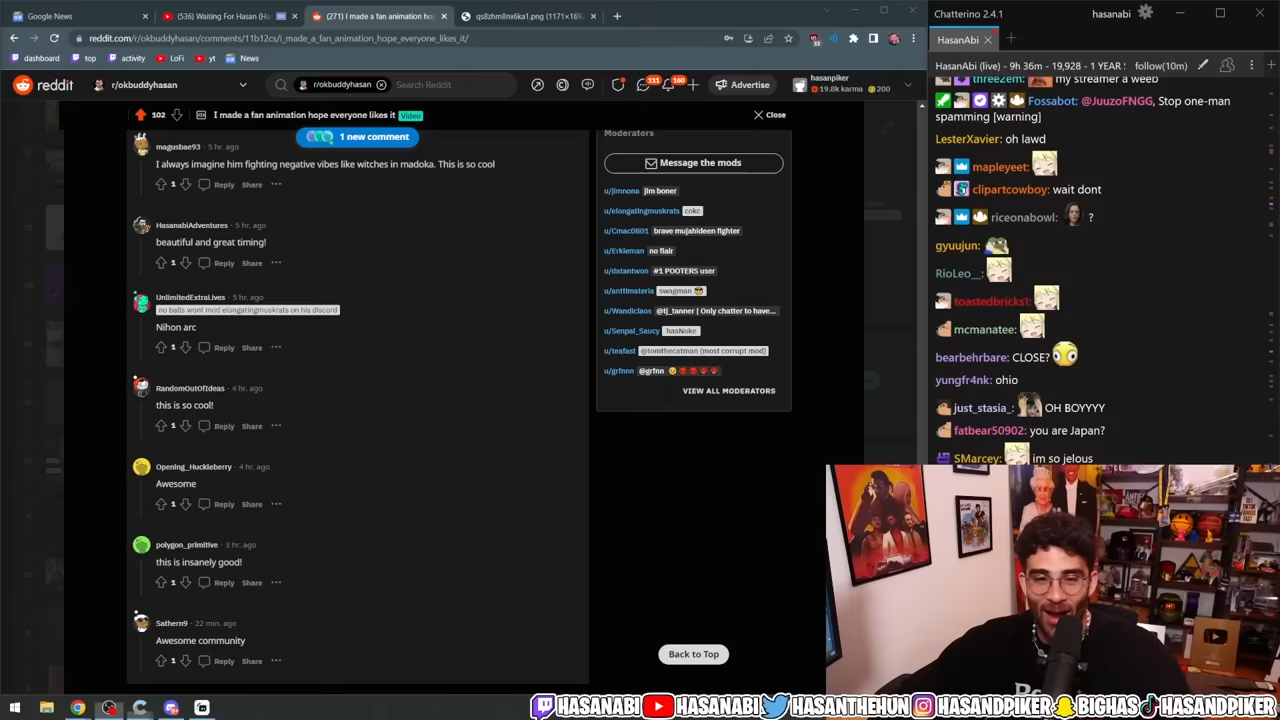 Google News
(536) Waiting For Hasan (Ha
(271) I made a fan animation hop
qs8zhm8nx6ka1.png (1171×169
reddit.com/r/okbuddyhasan/comments/11b12cs/i_made_a_fan_animation_hope_everyone_likes_it/
dashboard
top
activity
LoFi
yt
News
reddit
r/okbuddyhasan
r/okbuddyhasan
Search Reddit
111
160
Advertise
hasanpiker
19.8k karma
200
102
I made a fan animation hope everyone likes it
Video
Close
1 new comment
magusbae93 · 5 hr. ago
I always imagine him fighting negative vibes like witches in madoka. This is so cool
1 Reply Share
HasanabiAdventures · 5 hr. ago
beautiful and great timing!
1 Reply Share
UnlimitedExtraLives · 5 hr. ago
no balls wont mod elongatingmuskrats on his discord
Nihon arc
1 Reply Share
RandomOutOfIdeas · 4 hr. ago
this is so cool!
1 Reply Share
Opening_Huckleberry · 4 hr. ago
Awesome
1 Reply Share
polygon_primitive · 3 hr. ago
this is insanely good!
1 Reply Share
Sathern9 · 22 min. ago
Awesome community
1 Reply Share
Moderators
Message the mods
u/jimnona jim boner
u/elongatingmuskrats cokc
u/Cmac0801 brave mujahideen fighter
u/Erkleman no flair
u/datantwon #1 POOTERS user
u/anttimateria swagman 😎
u/Wandiclaos @tj_tanner | Only chatter to have...
u/Senpai_Saucy hasNuke
u/teafast @tomthecatman (most corrupt mod)
u/grfnnn @grfnn
VIEW ALL MODERATORS
Back to Top
Chatterino 2.4.1
hasanabi
HasanAbi
HasanAbi (live) - 9h 36m - 19,928 - 1 YEAR
follow(10m)
three2em: my streamer a weeb
Fossabot: @JuuzoFNGG, Stop one-man
spamming [warning]
LesterXavier: oh lawd
mapleyeet:
clipartcowboy: wait dont
riceonabowl: ?
gyuujun:
RioLeo__:
toastedbricks1:
mcmanatee:
bearbehrbare: CLOSE? 😳
yungfr4nk: ohio
just_stasia_: OH BOYYYY
fatbear50902: you are Japan?
SMarcey: im so jelous
HASANABI
HASANABI
HASANTHEHUN
HASANDPIKER
BIGHAS
HASANDPIKER